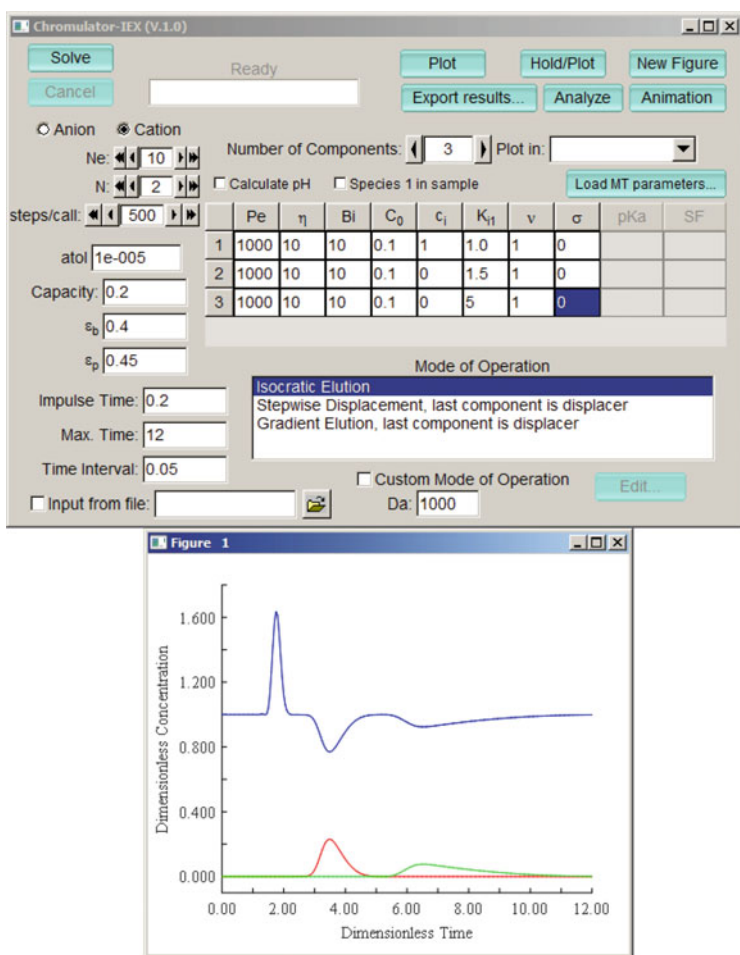 Chromulator-IEX (V.1.0)
Solve
Ready
Plot
Hold/Plot
New Figure
Cancel
Export results...
Analyze
Animation
Anion
Cation
Ne: 10
Number of Components: 3
Plot in:
N: 2
Calculate pH
Species 1 in sample
Load MT parameters...
steps/call: 500
Pe η Bi C₀ cᵢ Kᵢ₁ ν σ pKa SF
1 1000 10 10 0.1 1 1.0 1 0
2 1000 10 10 0.1 0 1.5 1 0
3 1000 10 10 0.1 0 5 1 0
atol 1e-005
Capacity: 0.2
εb 0.4
εp 0.45
Mode of Operation
Isocratic Elution
Stepwise Displacement, last component is displacer
Gradient Elution, last component is displacer
Impulse Time: 0.2
Max. Time: 12
Time Interval: 0.05
Custom Mode of Operation
Edit...
Input from file:
Da: 1000
Figure 1
Dimensionless Concentration
1.600
1.200
0.800
0.400
0.000
0.00 2.00 4.00 6.00 8.00 10.00 12.00
Dimensionless Time